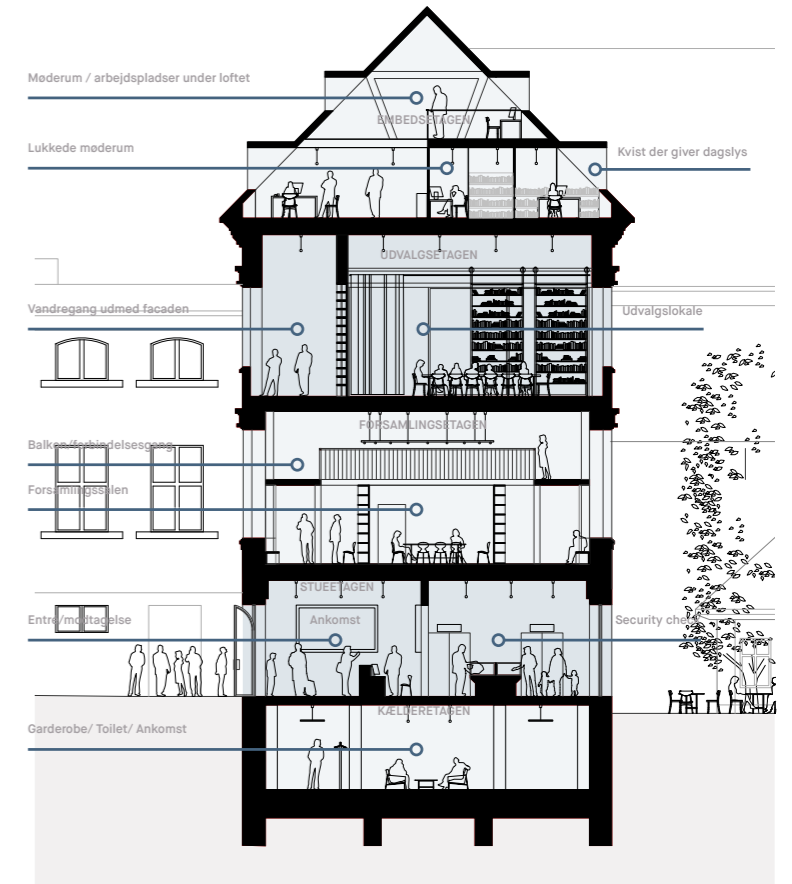 Møderum / arbejdspladser under loftet
EMBEDSETAGEN
Lukkede møderum
Kvist der giver dagslys
UDVALGSETAGEN
Vandregang udmed facaden
Udvalgslokale
FORSAMLINGSETAGEN
Balkon/forbindelsesgang
Forsamlingssalen
STUEETAGEN
Entre/modtagelse
Ankomst
Security check
KÆLDERETAGEN
Garderobe/ Toilet/ Ankomst